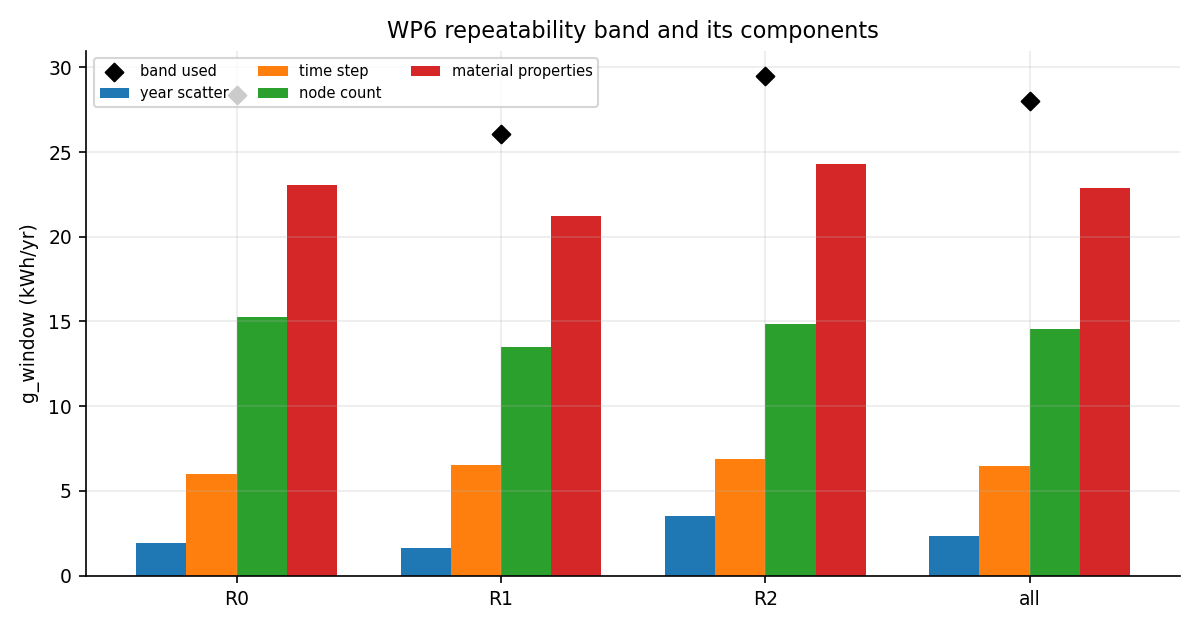 WP6 repeatability band and its components
band used
time step
material properties
year scatter
node count
g_window (kWh/yr)
30
25
20
15
10
5
0
R0
R1
R2
all